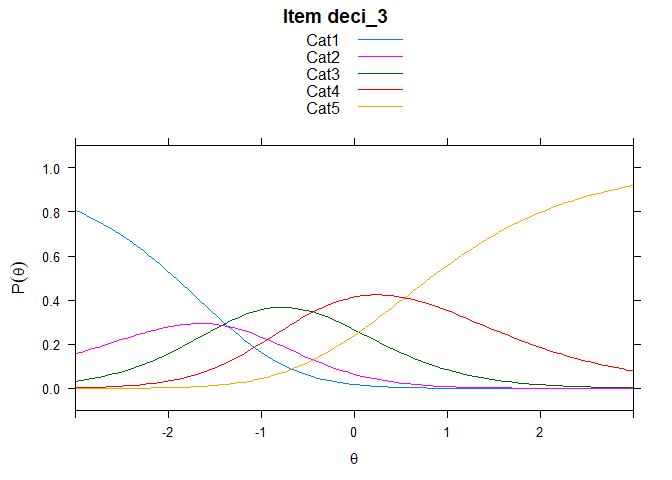 Item deci_3
Cat1
Cat2
Cat3
Cat4
Cat5
1.0
0.8
0.6
0.4
0.2
0.0
P(θ)
-2 -1 0 1 2
θ